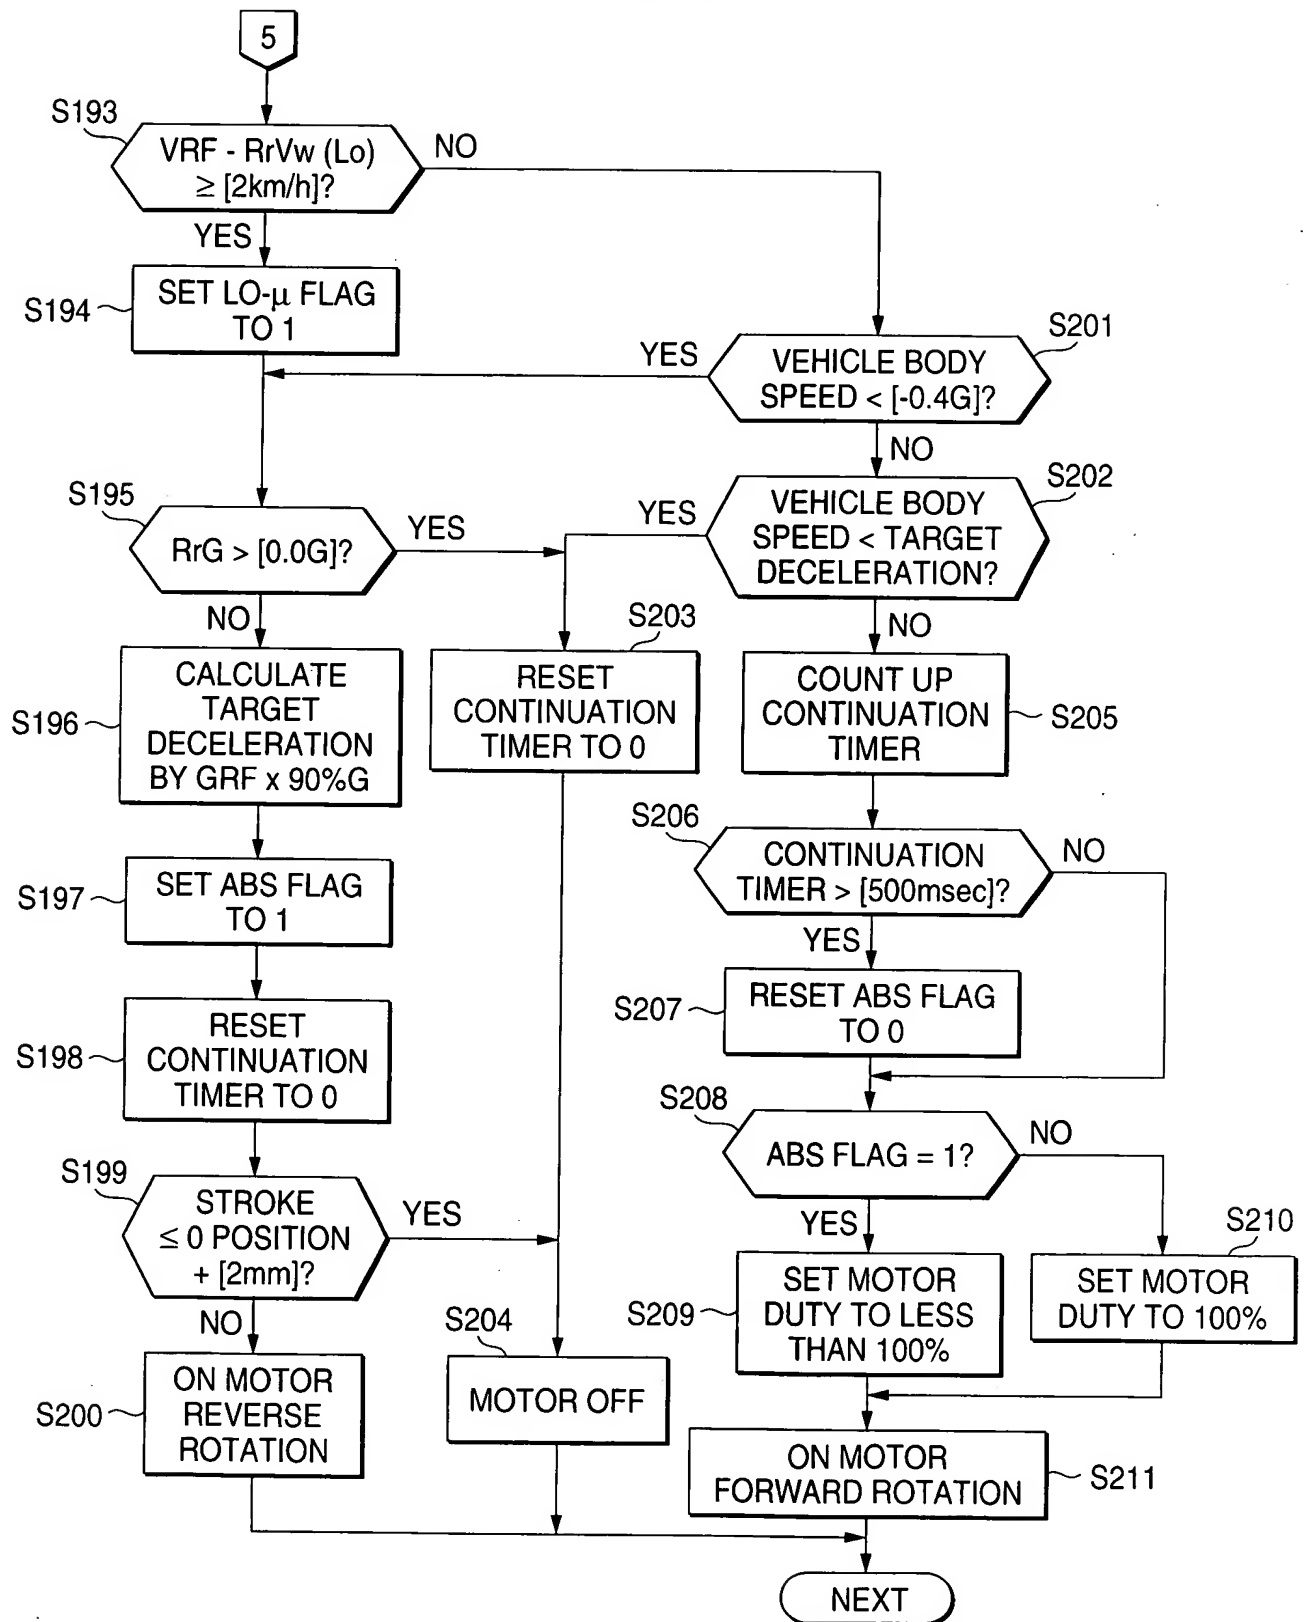 5
S193
VRF - RrVw (Lo)
≥ [2km/h]?
NO
YES
S194
SET LO-μ FLAG
TO 1
S201
VEHICLE BODY
SPEED < [-0.4G]?
YES
NO
S195
RrG > [0.0G]?
YES
NO
S202
VEHICLE BODY
SPEED < TARGET
DECELERATION?
YES
NO
S196
CALCULATE
TARGET
DECELERATION
BY GRF x 90%G
S203
RESET
CONTINUATION
TIMER TO 0
COUNT UP
CONTINUATION
TIMER
S205
S197
SET ABS FLAG
TO 1
S206
CONTINUATION
TIMER > [500msec]?
NO
YES
S198
RESET
CONTINUATION
TIMER TO 0
S207
RESET ABS FLAG
TO 0
S208
ABS FLAG = 1?
NO
YES
S199
STROKE
≤ 0 POSITION
+ [2mm]?
YES
NO
S209
SET MOTOR
DUTY TO LESS
THAN 100%
S210
SET MOTOR
DUTY TO 100%
S200
ON MOTOR
REVERSE
ROTATION
S204
MOTOR OFF
ON MOTOR
FORWARD ROTATION
S211
NEXT